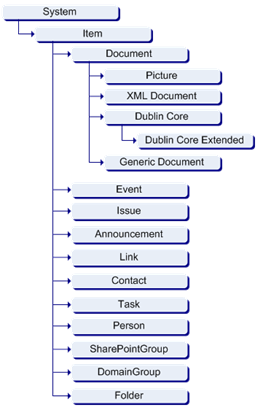 System
Item
Document
Picture
XML Document
Dublin Core
Dublin Core Extended
Generic Document
Event
Issue
Announcement
Link
Contact
Task
Person
SharePointGroup
DomainGroup
Folder